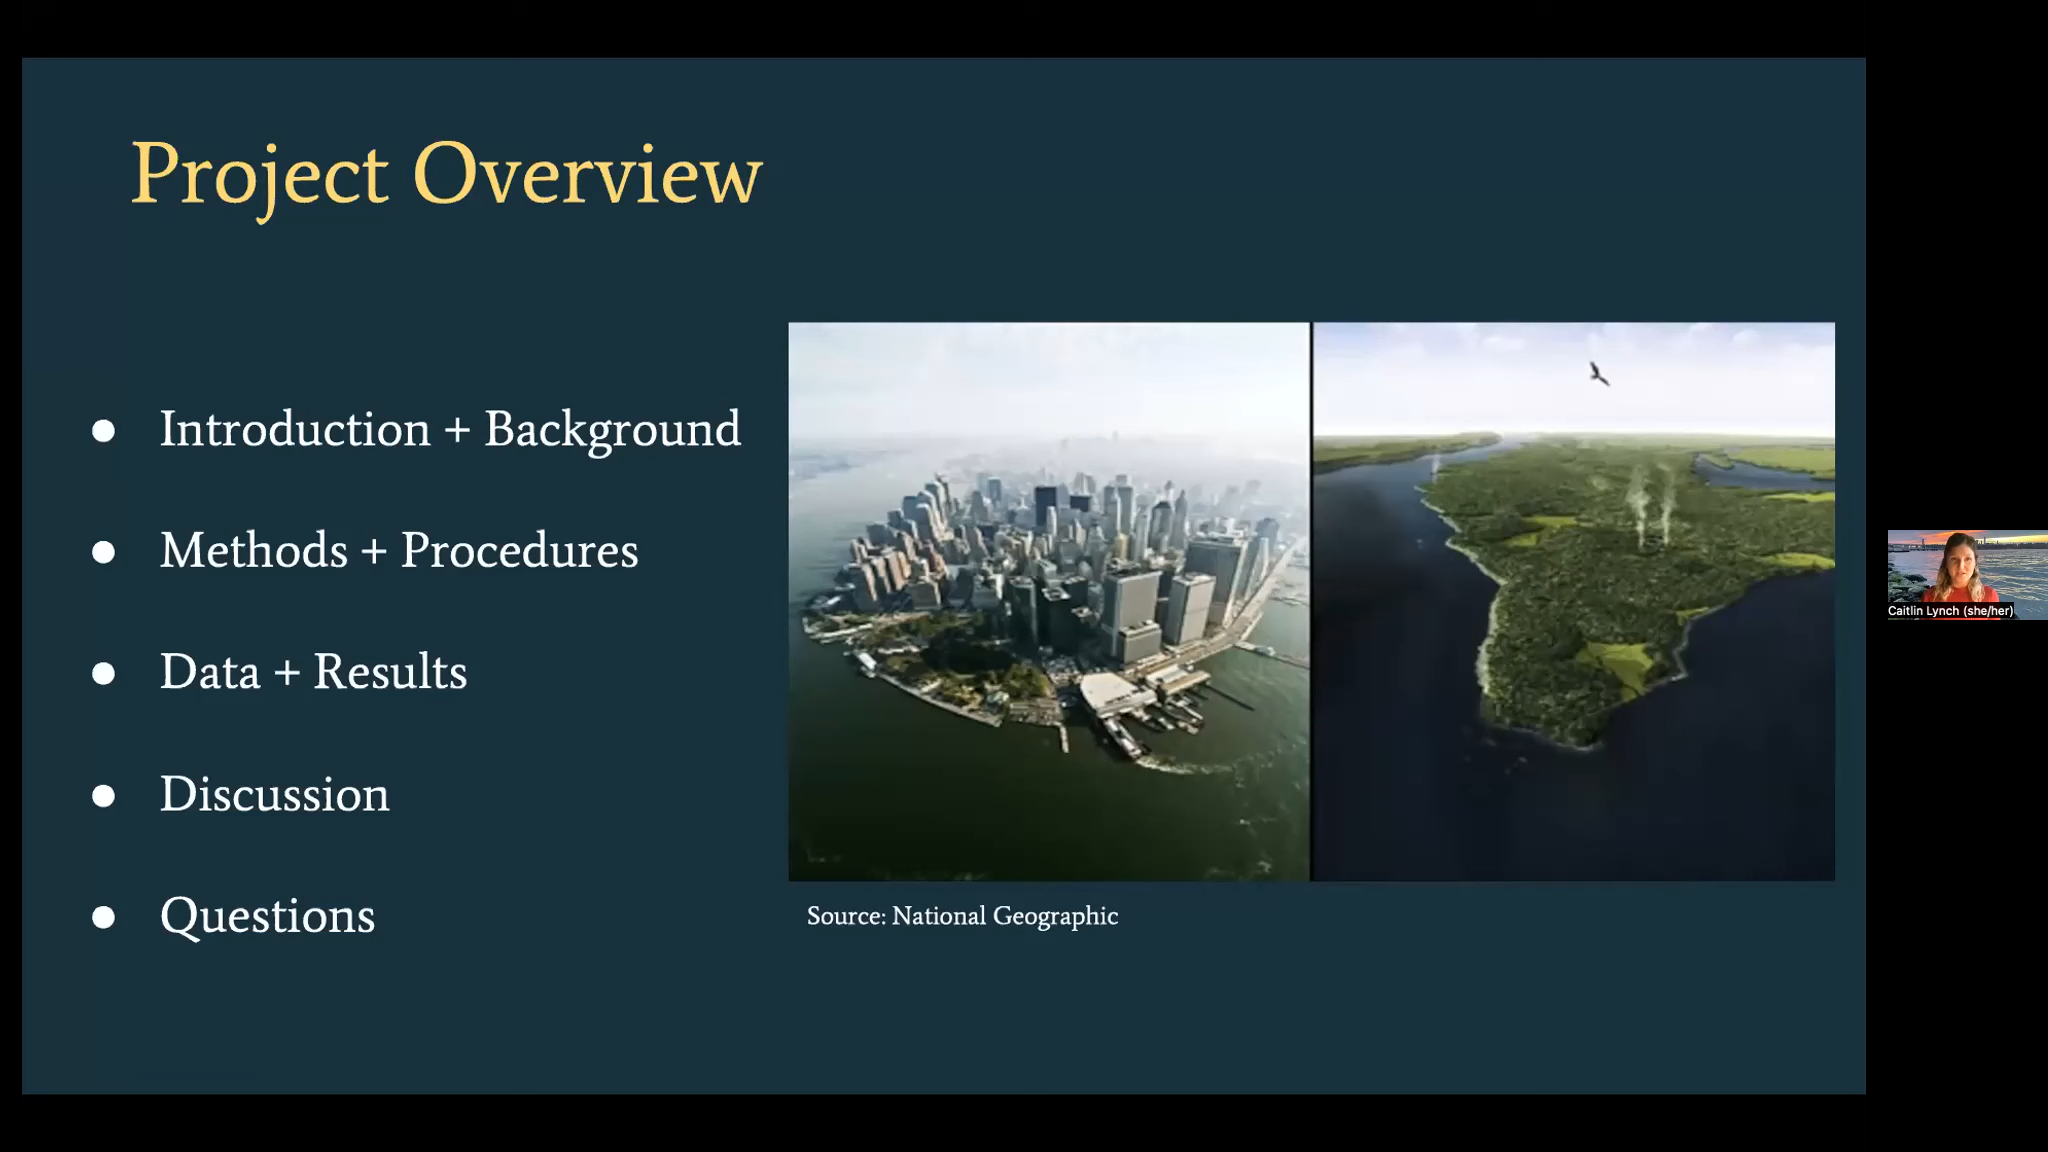 Project Overview
● Introduction + Background
● Methods + Procedures
● Data + Results
● Discussion
● Questions
Source: National Geographic
Caitlin Lynch (she/her)